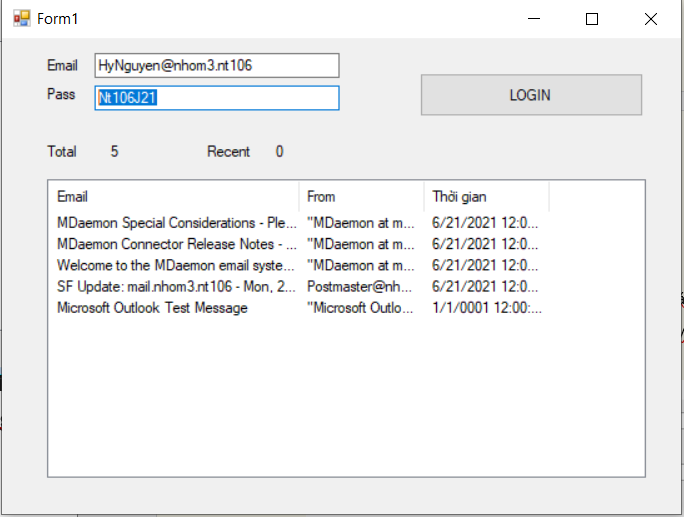 Form1
Email HyNguyen@nhom3.nt106
Pass Nt106J21
LOGIN
Total 5 Recent 0
Email From Thời gian
MDaemon Special Considerations - Ple... "MDaemon at m... 6/21/2021 12:0...
MDaemon Connector Release Notes - ... "MDaemon at m... 6/21/2021 12:0...
Welcome to the MDaemon email syste... "MDaemon at m... 6/21/2021 12:0...
SF Update: mail.nhom3.nt106 - Mon, 2... Postmaster@nh... 6/21/2021 12:0...
Microsoft Outlook Test Message "Microsoft Outlo... 1/1/0001 12:00:...